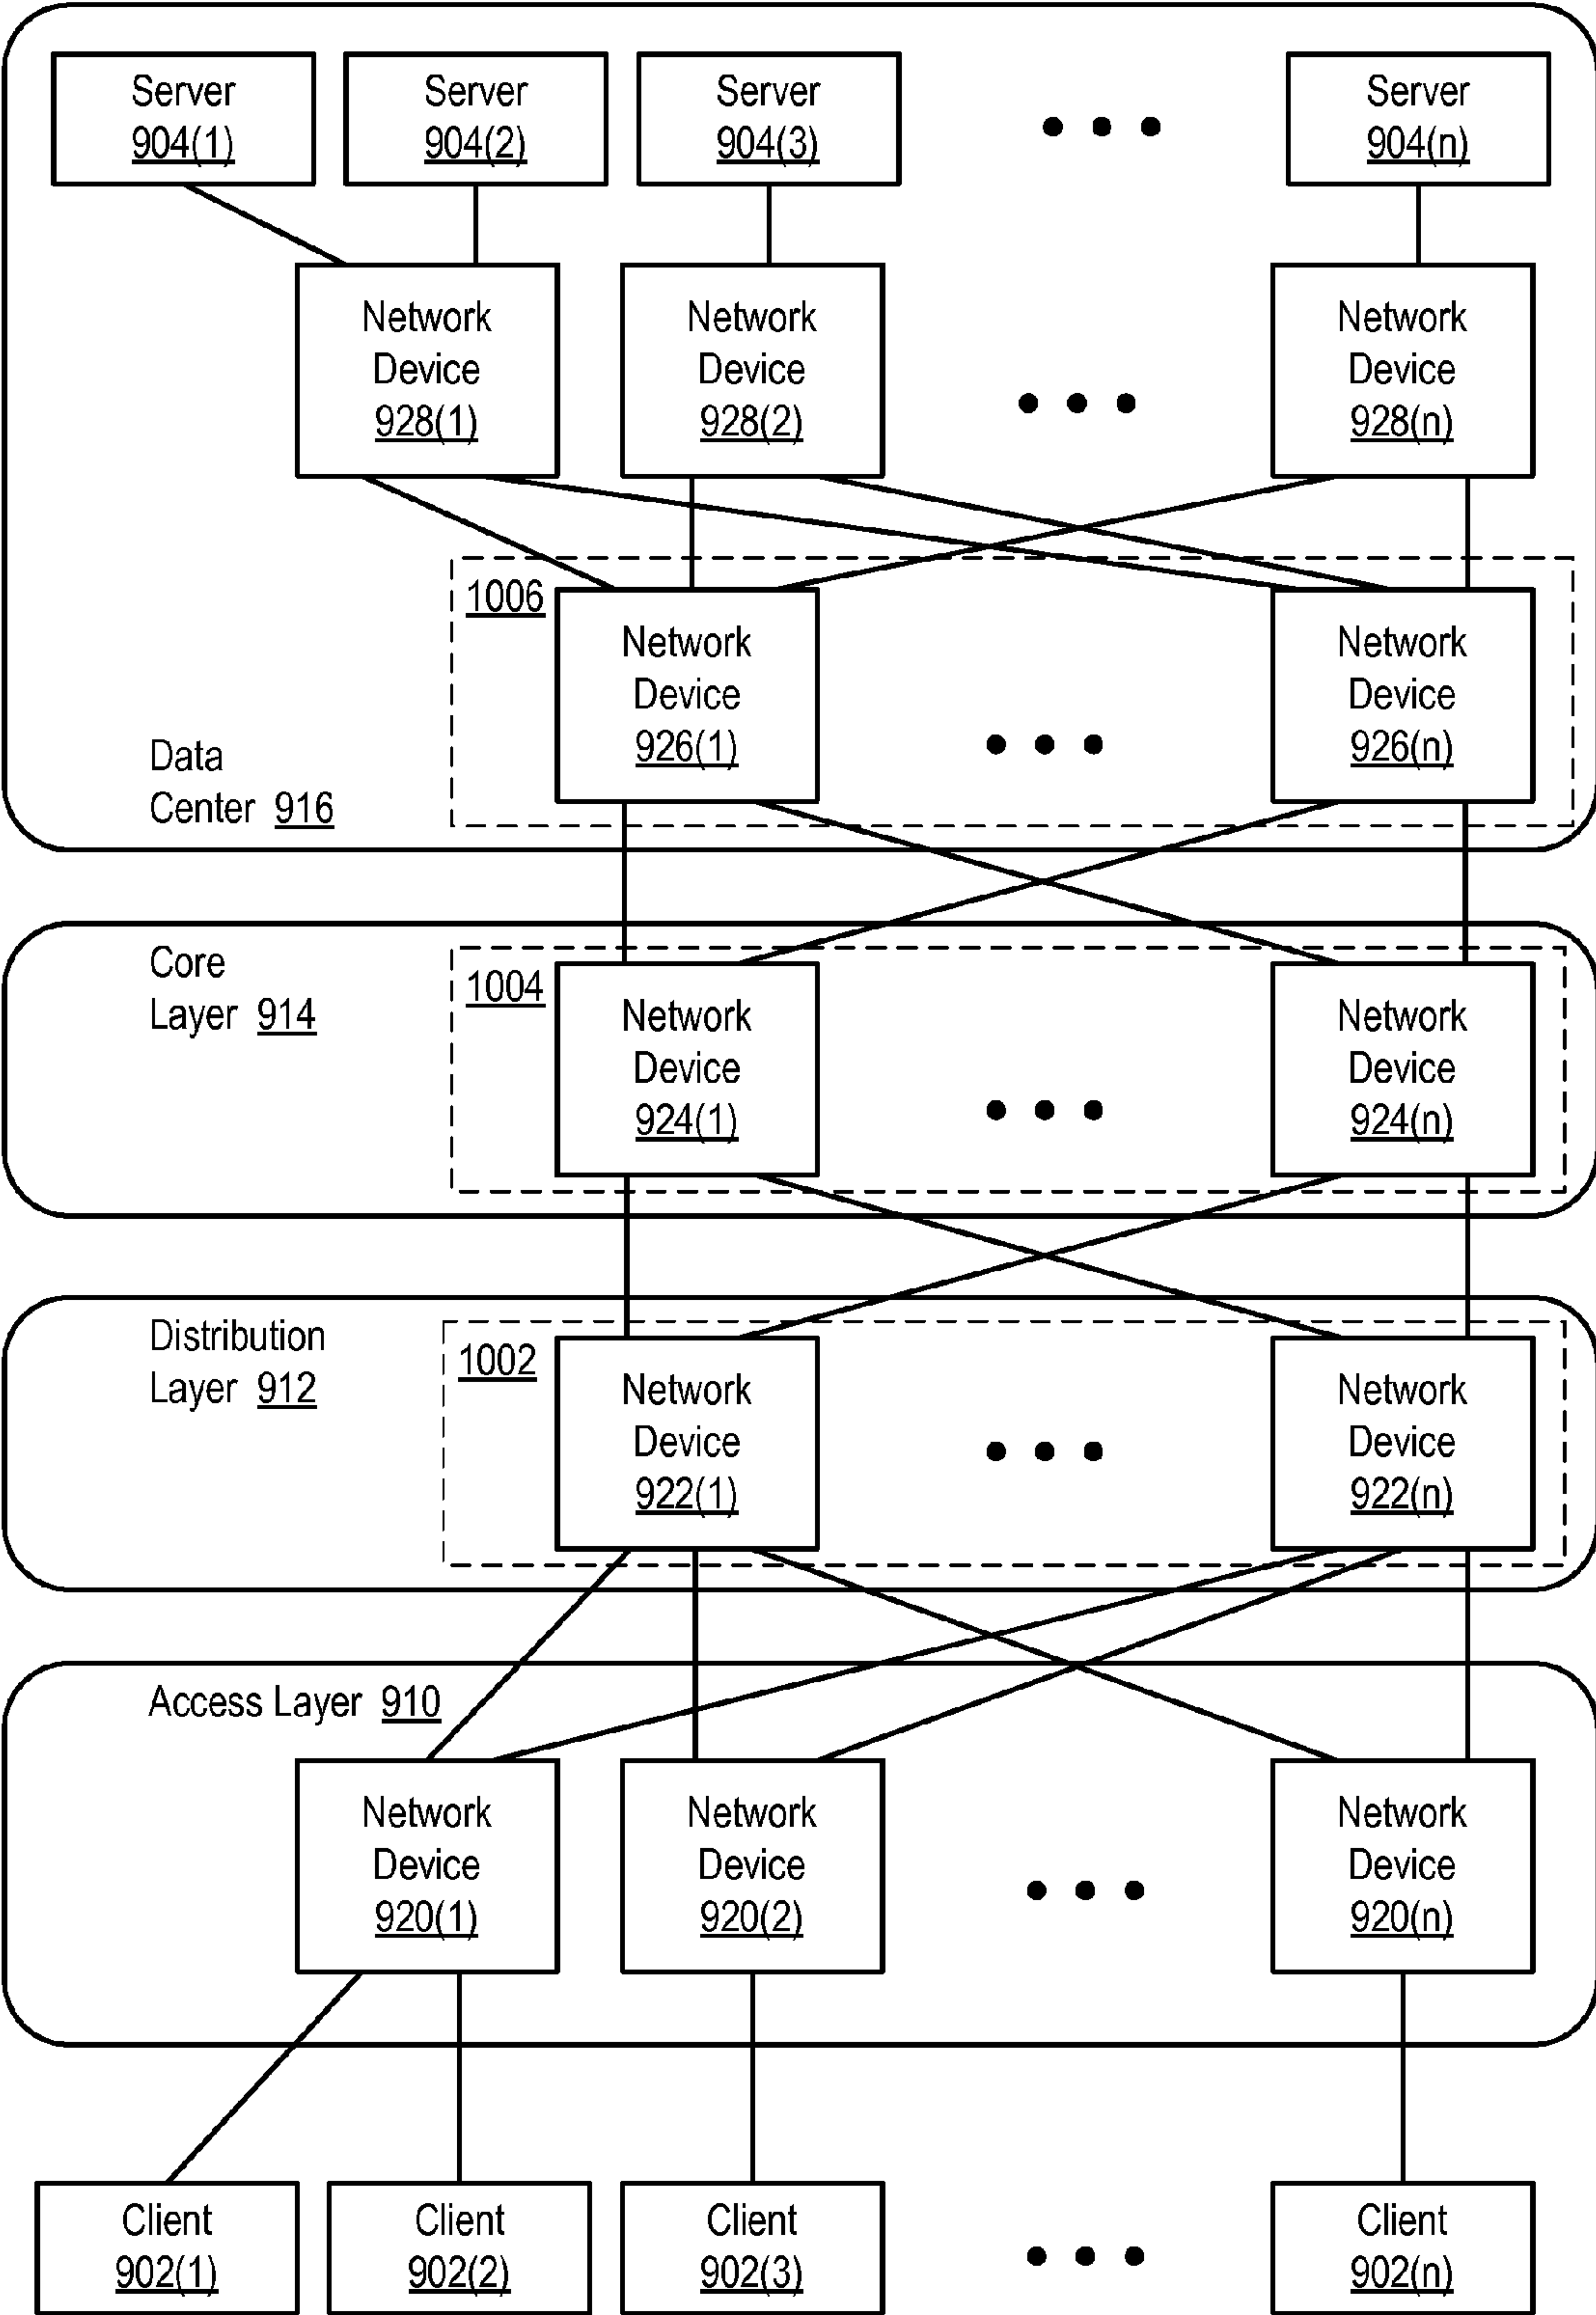 Server
904(1)
Server
904(2)
Server
904(3)
Server
904(n)
Network
Device
928(1)
Network
Device
928(2)
Network
Device
928(n)
1006
Network
Device
926(1)
Network
Device
926(n)
Data
Center 916
Core
Layer 914
1004
Network
Device
924(1)
Network
Device
924(n)
Distribution
Layer 912
1002
Network
Device
922(1)
Network
Device
922(n)
Access Layer 910
Network
Device
920(1)
Network
Device
920(2)
Network
Device
920(n)
Client
902(1)
Client
902(2)
Client
902(3)
Client
902(n)